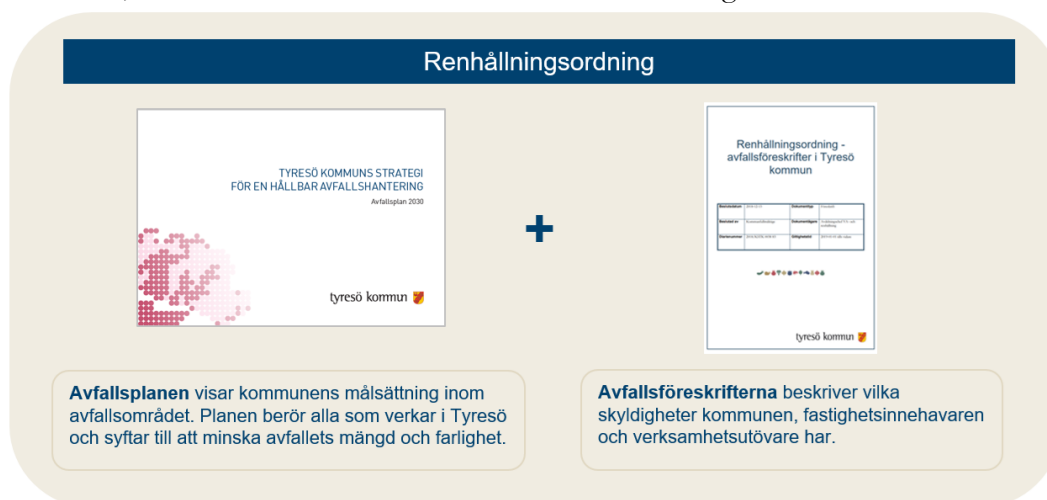 Renhållningsordning
TYRESÖ KOMMUNS STRATEGI
FÖR EN HÅLLBAR AVFALLSHANTERING
Avfallsplan 2030
tyresö kommun
+
Renhållningsordning -
avfallsföreskrifter i Tyresö
kommun
tyresö kommun
Avfallsplanen visar kommunens målsättning inom
avfallsområdet. Planen berör alla som verkar i Tyresö
och syftar till att minska avfallets mängd och farlighet.
Avfallsföreskrifterna beskriver vilka
skyldigheter kommunen, fastighetsinnehavaren
och verksamhetsutövare har.